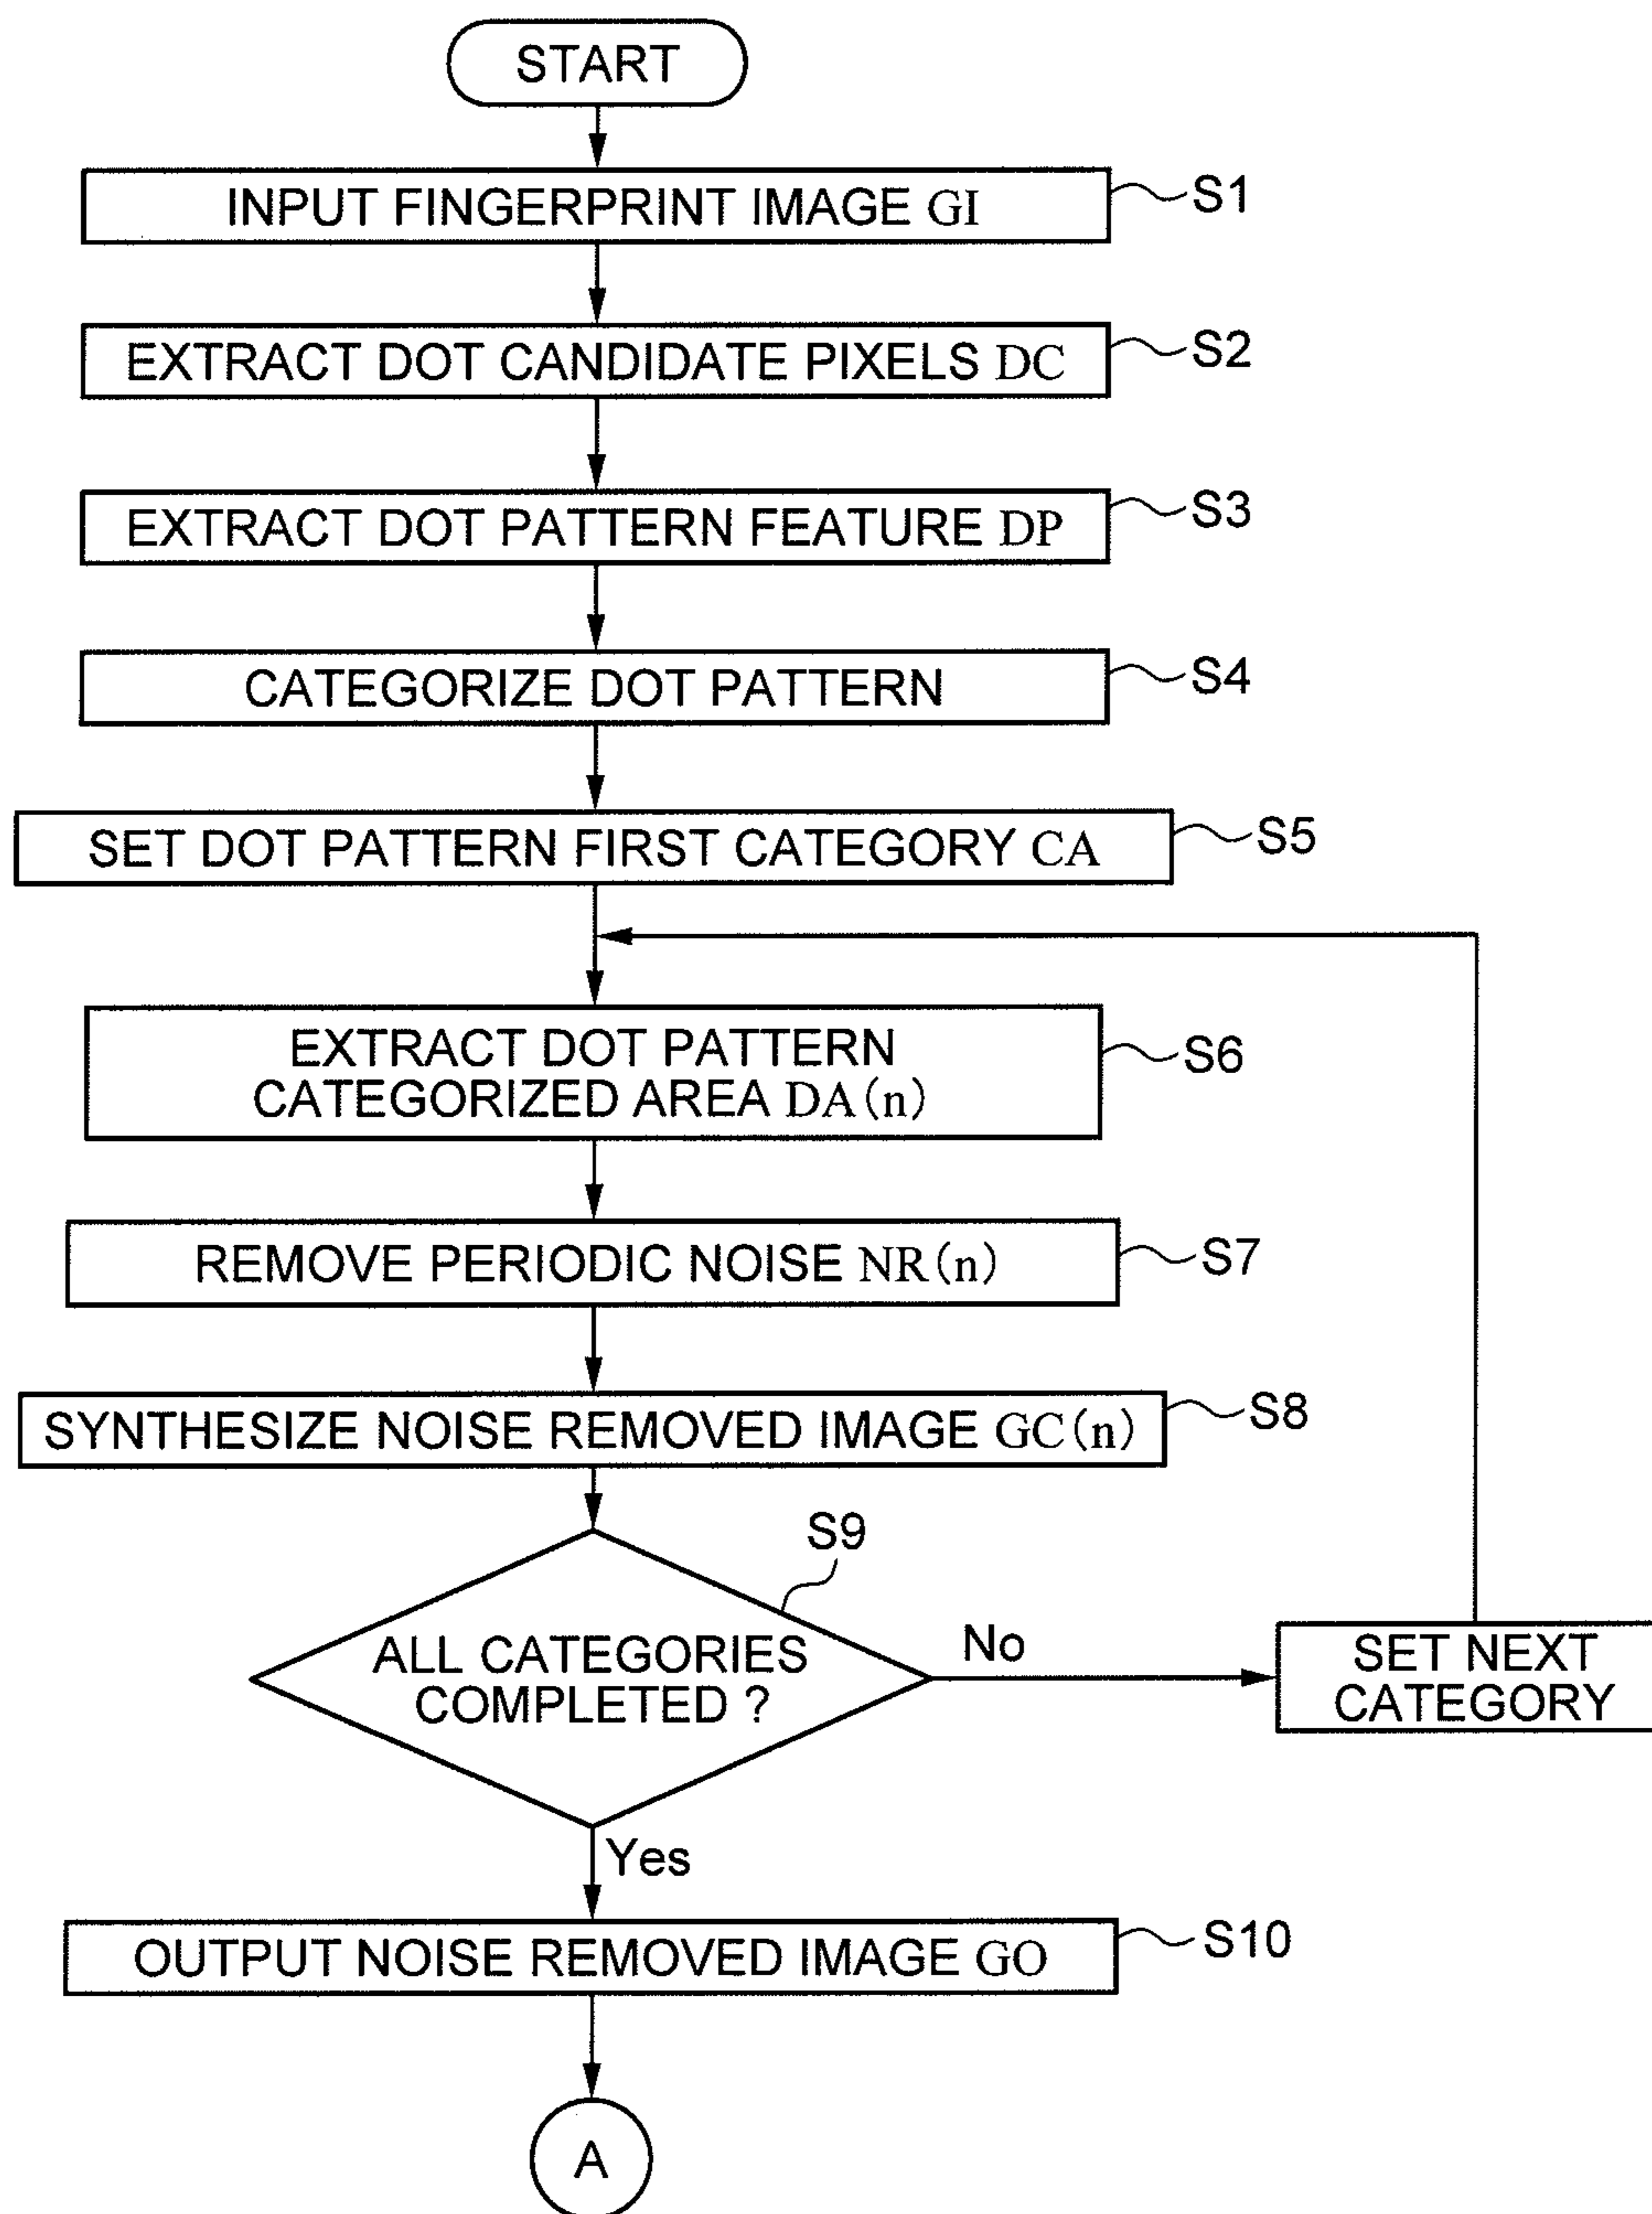 START
INPUT FINGERPRINT IMAGE GI
S1
EXTRACT DOT CANDIDATE PIXELS DC
S2
EXTRACT DOT PATTERN FEATURE DP
S3
CATEGORIZE DOT PATTERN
S4
SET DOT PATTERN FIRST CATEGORY CA
S5
EXTRACT DOT PATTERN
CATEGORIZED AREA DA(n)
S6
REMOVE PERIODIC NOISE NR(n)
S7
SYNTHESIZE NOISE REMOVED IMAGE GC(n)
S8
S9
ALL CATEGORIES
COMPLETED ?
No
SET NEXT
CATEGORY
Yes
OUTPUT NOISE REMOVED IMAGE GO
S10
A